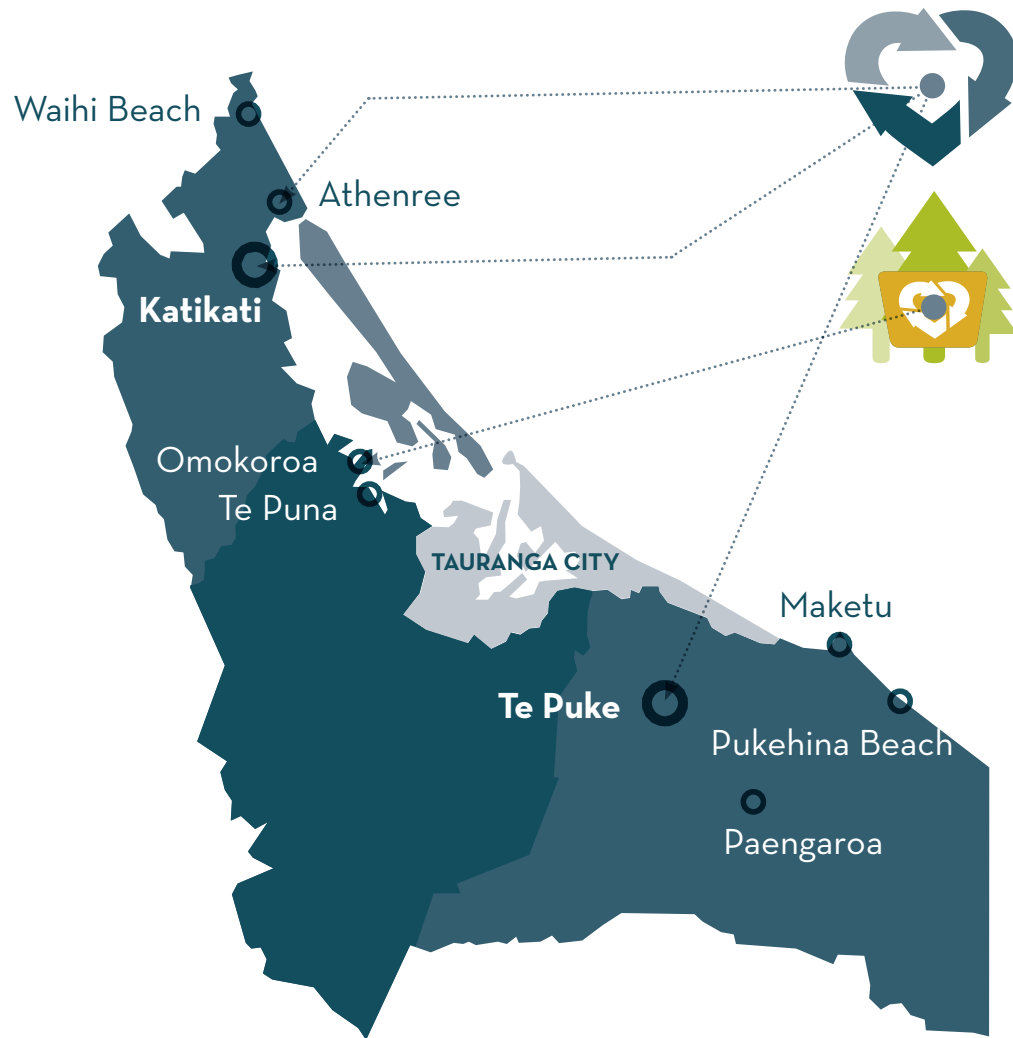 Waihi Beach
Athenree
Katikati
Omokoroa
Te Puna
TAURANGA CITY
Maketu
Te Puke
Pukehina Beach
Paengaroa